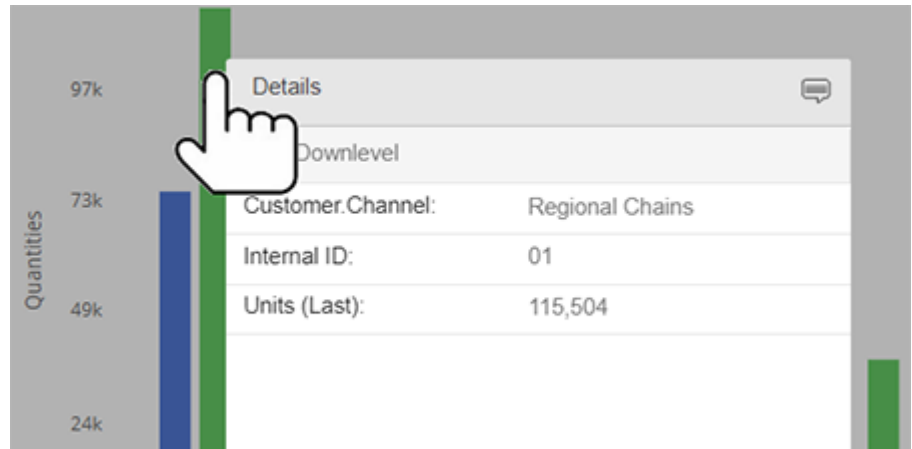 97k
73k
49k
24k
Quantities
Details
Downlevel
Customer.Channel: Regional Chains
Internal ID: 01
Units (Last): 115,504